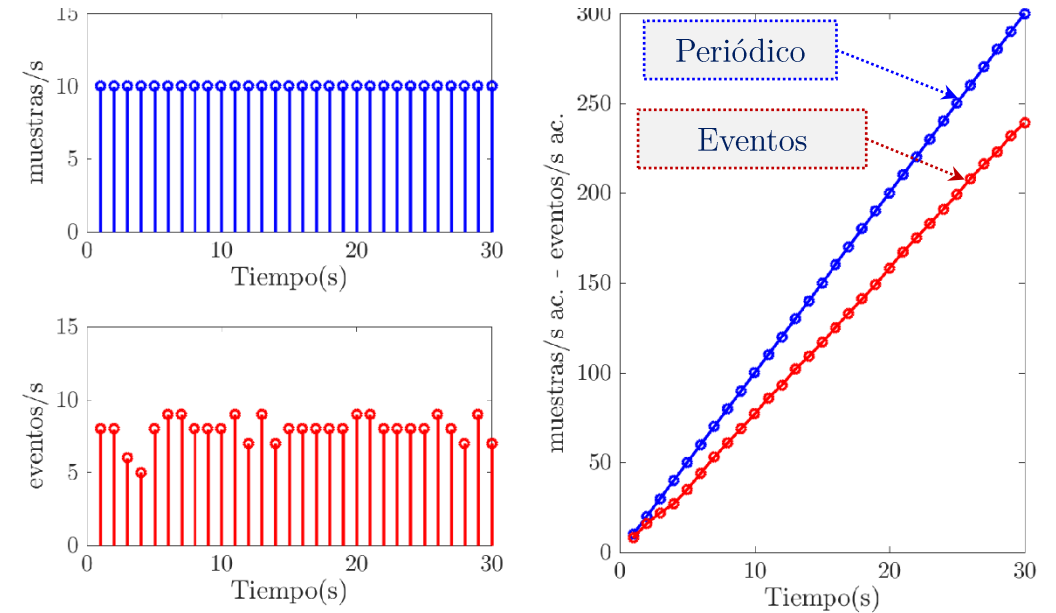 15
10
5
0
muestras/s
0 10 20 30
Tiempo(s)
15
10
5
0
eventos/s
0 10 20 30
Tiempo(s)
300
250
200
150
100
50
0
muestras/s ac. - eventos/s ac.
Periódico
Eventos
0 10 20 30
Tiempo(s)